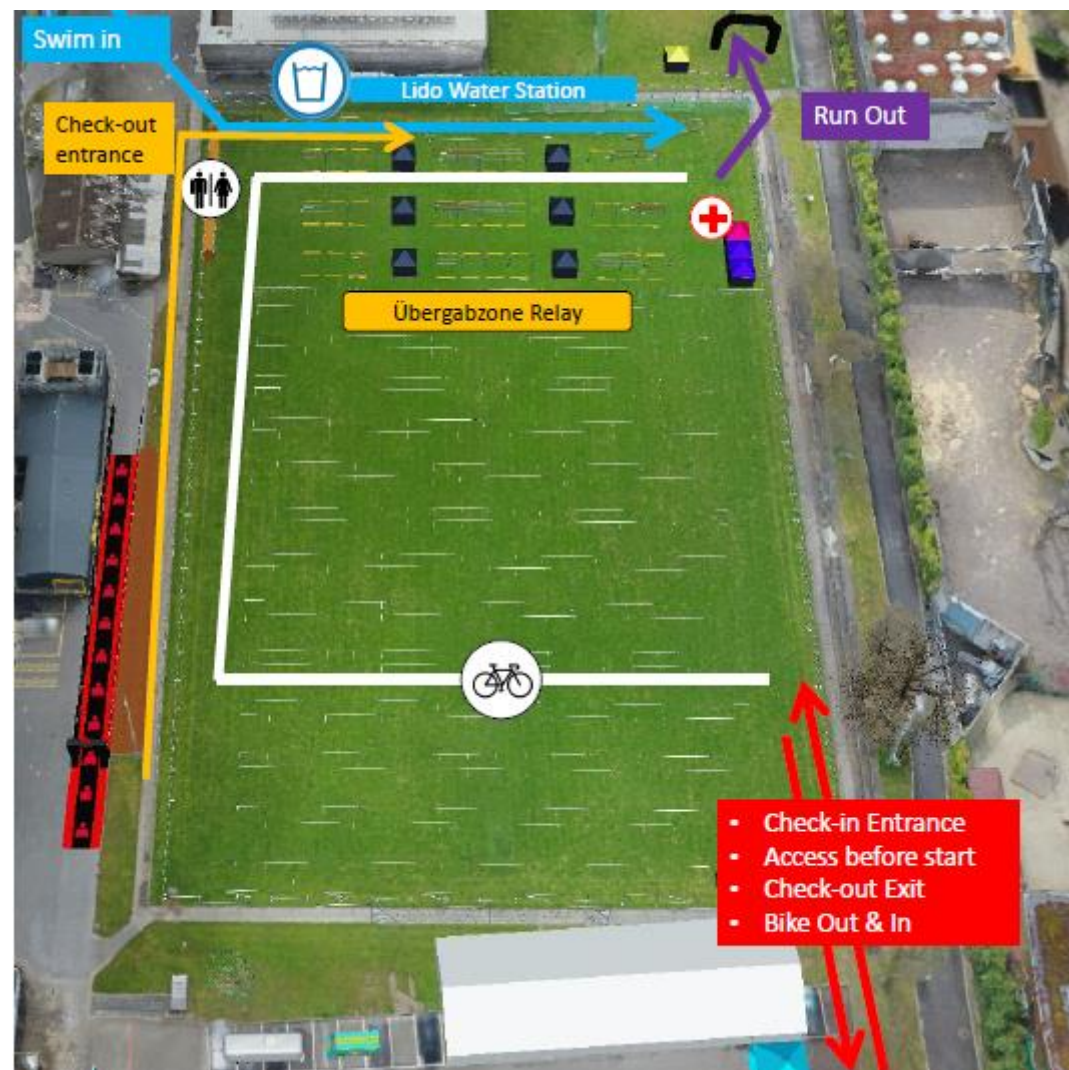 Swim in
Lido Water Station
Check-out
entrance
Run Out
Übergabzone Relay
▪ Check-in Entrance
▪ Access before start
▪ Check-out Exit
▪ Bike Out & In